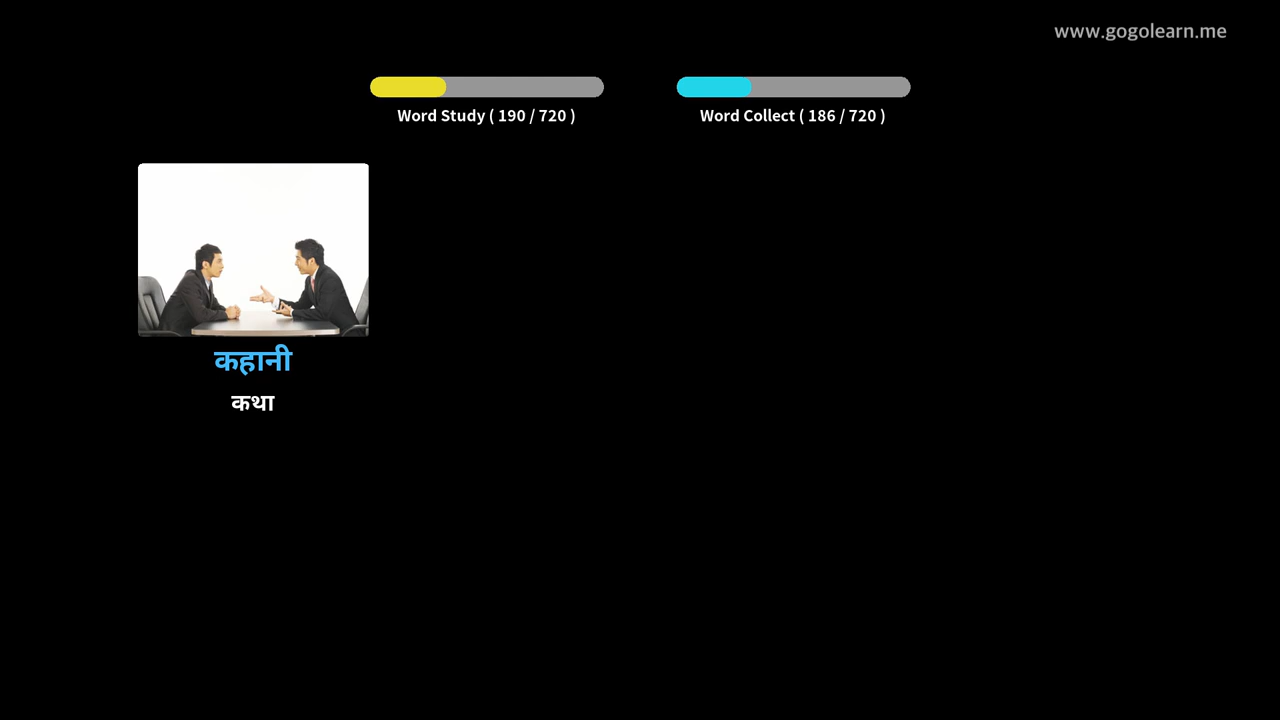 www.gogolearn.me
Word Study ( 190 / 720 )
Word Collect ( 186 / 720 )
कहानी
कथा